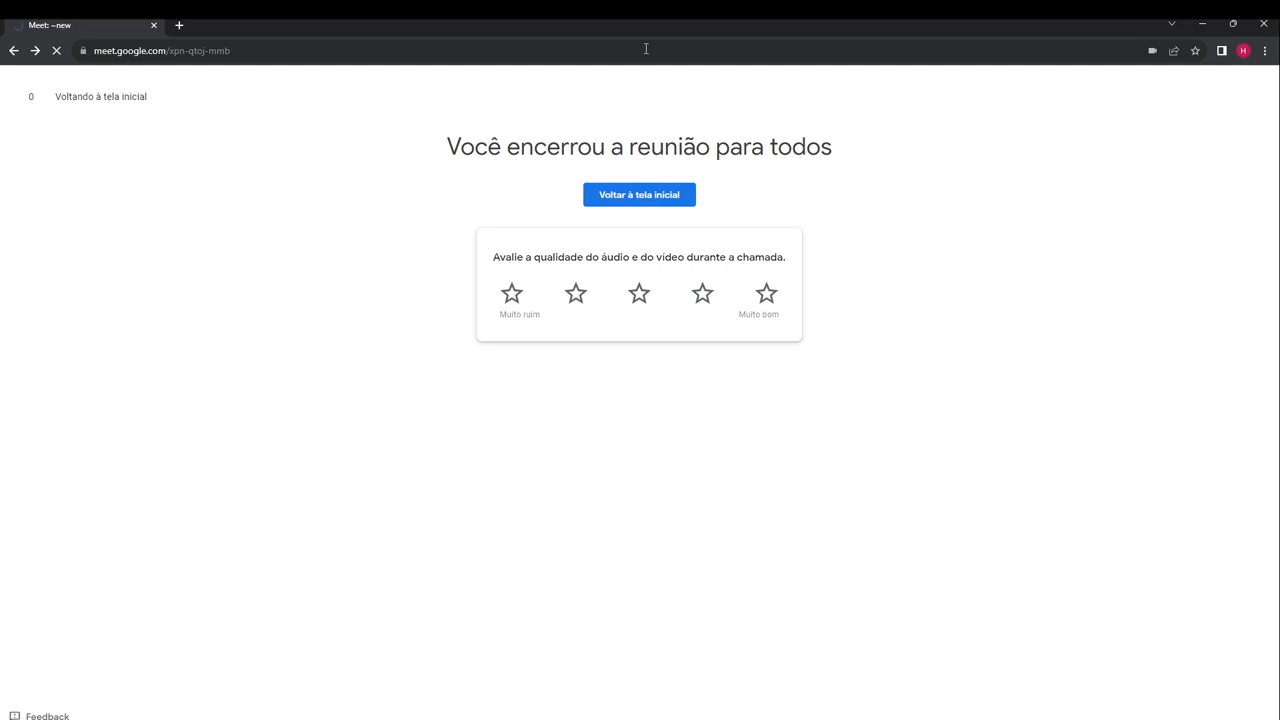 Meet: ~new
meet.google.com/xpn-qtoj-mmb
H
0 Voltando à tela inicial
Você encerrou a reunião para todos
Voltar à tela inicial
Avalie a qualidade do áudio e do vídeo durante a chamada.
Muito ruim Muito bom
Feedback